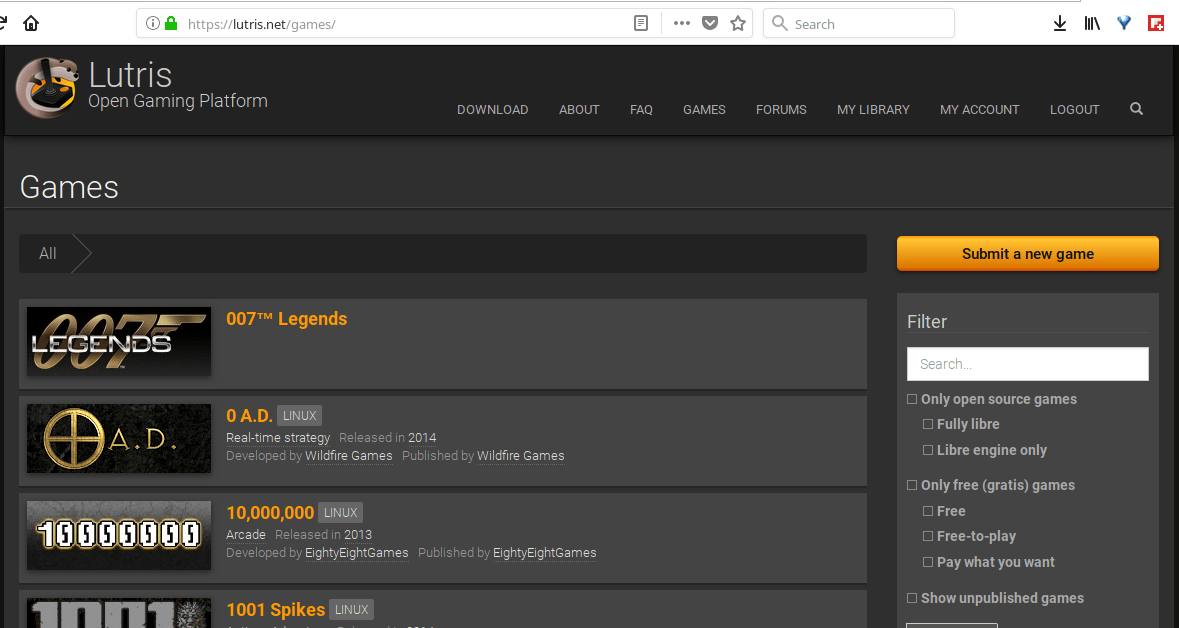 https://lutris.net/games/
Search
Lutris
Open Gaming Platform
DOWNLOAD ABOUT FAQ GAMES FORUMS MY LIBRARY MY ACCOUNT LOGOUT
Games
All
Submit a new game
007 LEGENDS
007™ Legends
A.D.
0 A.D. LINUX
Real-time strategy Released in 2014
Developed by Wildfire Games Published by Wildfire Games
10,000,000 LINUX
Arcade Released in 2013
Developed by EightyEightGames Published by EightyEightGames
1001
1001 Spikes LINUX
Filter
Search...
Only open source games
Fully libre
Libre engine only
Only free (gratis) games
Free
Free-to-play
Pay what you want
Show unpublished games